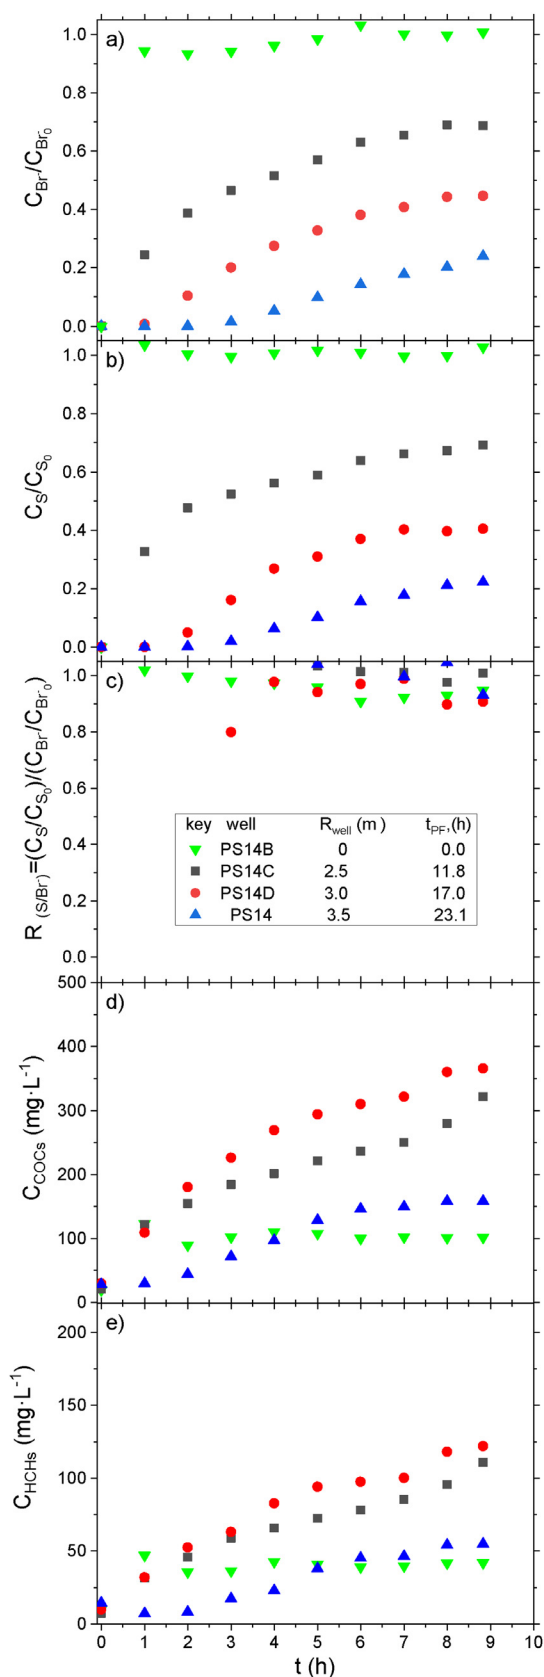 a)
1.0
0.8
0.6
0.4
0.2
0.0
C_Br⁻/C_Br⁻₀
b)
1.0
0.8
0.6
0.4
0.2
0.0
C_S/C_S₀
c)
1.0
0.8
0.6
0.4
0.2
0.0
R (S/Br⁻)=(C_S/C_S₀)/(C_Br⁻/C_Br⁻₀)
key well R_well (m) t_PF, (h)
PS14B 0 0.0
PS14C 2.5 11.8
PS14D 3.0 17.0
PS14 3.5 23.1
d)
500
400
300
200
100
0
C_COCs (mg·L⁻¹)
e)
200
150
100
50
0
C_HCHs (mg·L⁻¹)
0 1 2 3 4 5 6 7 8 9 10
t (h)